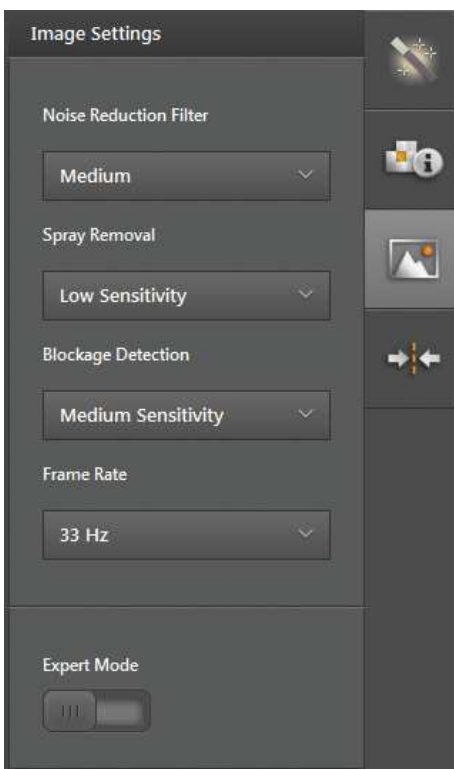 Image Settings
Noise Reduction Filter
Medium
Spray Removal
Low Sensitivity
Blockage Detection
Medium Sensitivity
Frame Rate
33 Hz
Expert Mode